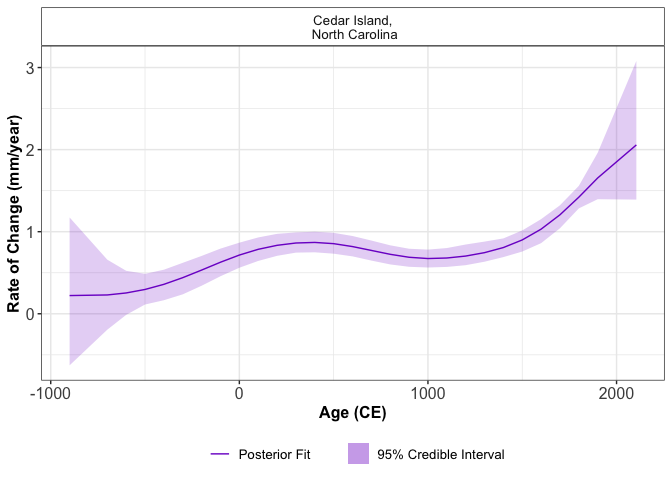 Cedar Island,
North Carolina
Rate of Change (mm/year)
3
2
1
0
-1000
0
1000
2000
Age (CE)
Posterior Fit
95% Credible Interval